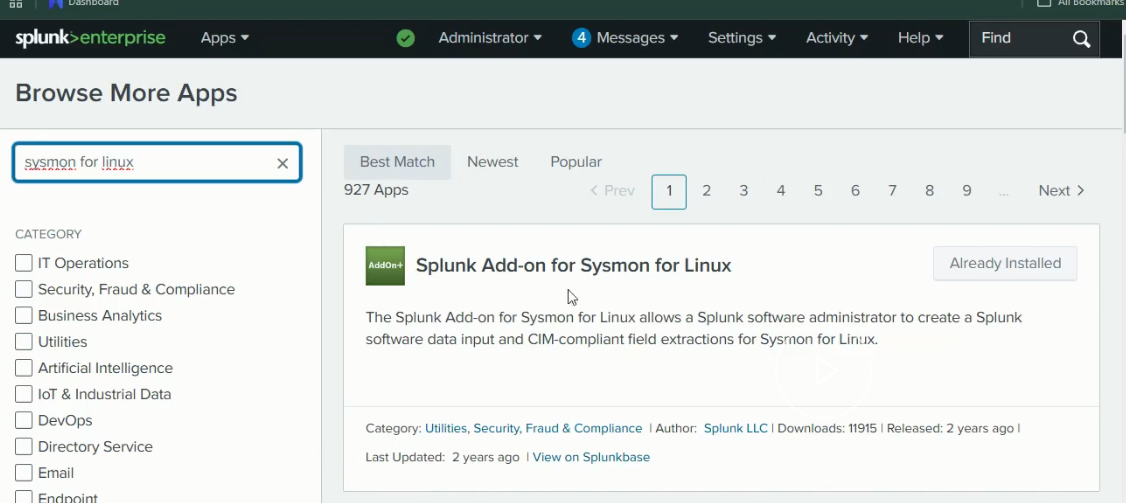 Dashboard
All Bookmarks
splunk>enterprise Apps Administrator 4 Messages Settings Activity Help Find
Browse More Apps
sysmon for linux
Best Match Newest Popular
927 Apps < Prev 1 2 3 4 5 6 7 8 9 ... Next >
CATEGORY
IT Operations
Security, Fraud & Compliance
Business Analytics
Utilities
Artificial Intelligence
IoT & Industrial Data
DevOps
Directory Service
Email
Endpoint
AddOn+
Splunk Add-on for Sysmon for Linux
Already Installed
The Splunk Add-on for Sysmon for Linux allows a Splunk software administrator to create a Splunk
software data input and CIM-compliant field extractions for Sysmon for Linux.
Category: Utilities, Security, Fraud & Compliance | Author: Splunk LLC | Downloads: 11915 | Released: 2 years ago |
Last Updated: 2 years ago | View on Splunkbase